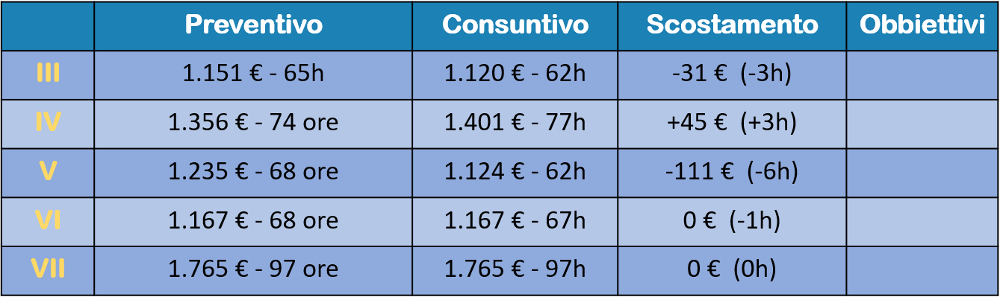 Preventivo Consuntivo Scostamento Obbiettivi
III 1.151 € - 65h 1.120 € - 62h -31 € (-3h)
IV 1.356 € - 74 ore 1.401 € - 77h +45 € (+3h)
V 1.235 € - 68 ore 1.124 € - 62h -111 € (-6h)
VI 1.167 € - 68 ore 1.167 € - 67h 0 € (-1h)
VII 1.765 € - 97 ore 1.765 € - 97h 0 € (0h)